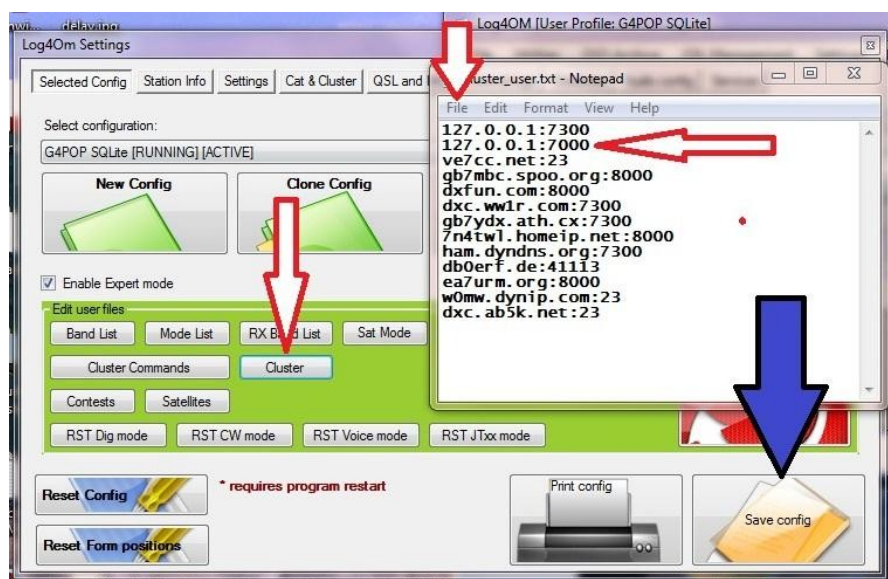 Log4OM [User Profile: G4POP SQLite]
Log4Om Settings
Selected Config Station Info Settings Cat & Cluster QSL and
Select configuration:
G4POP SQLite [RUNNING] [ACTIVE]
New Config Clone Config
Enable Expert mode
Edit user files
Band List Mode List RX Band List Sat Mode
Cluster Commands Cluster
Contests Satellites
RST Dig mode RST CW mode RST Voice mode RST JTxx mode
Reset Config
* requires program restart
Print config
Save config
Reset Form positions
cluster_user.txt - Notepad
File Edit Format View Help
127.0.0.1:7300
127.0.0.1:7000
ve7cc.net:23
gb7mbc.spoo.org:8000
dxfun.com:8000
dxc.ww1r.com:7300
gb7ydx.ath.cx:7300
7n4twl.homeip.net:8000
ham.dyndns.org:7300
db0erf.de:41113
ea7urm.org:8000
w0mw.dynip.com:23
dxc.ab5k.net:23